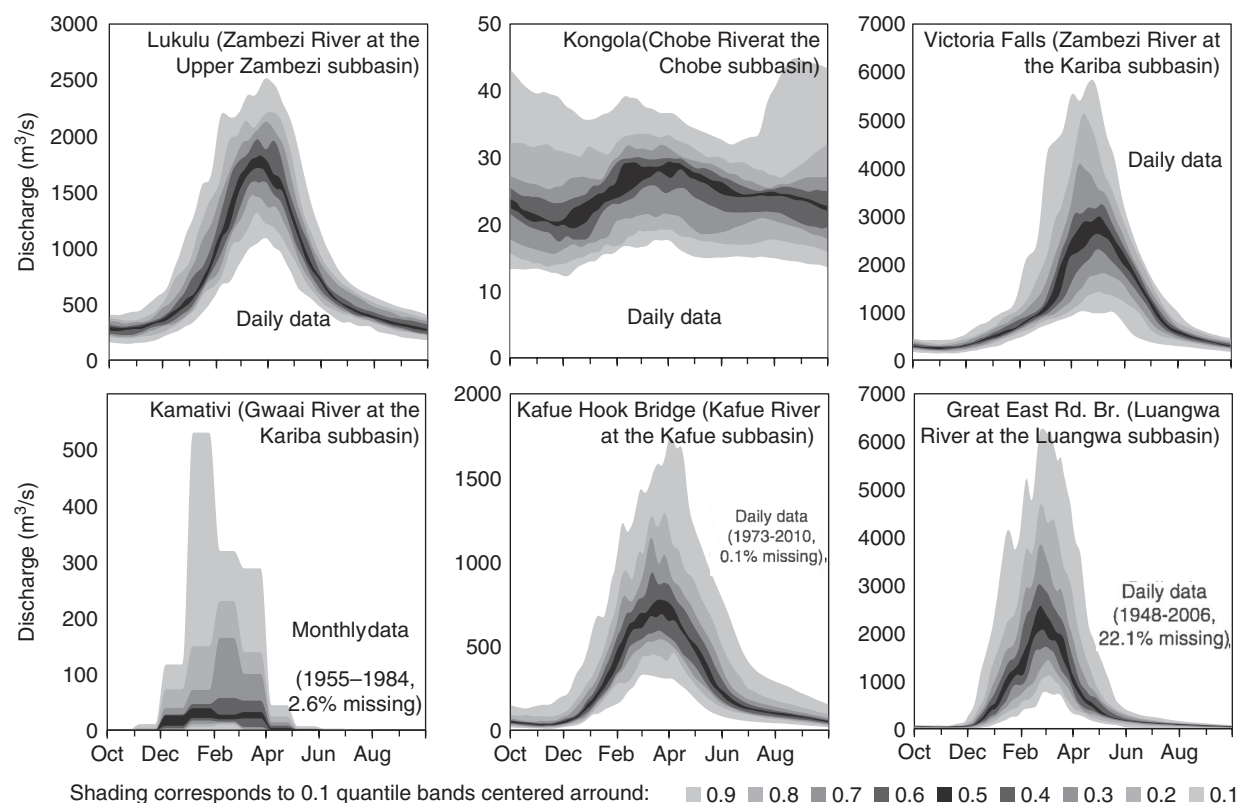 3000
2500
2000
1500
1000
500
0
Discharge (m³/s)
Lukulu (Zambezi River at the
Upper Zambezi subbasin)
Daily data
50
40
30
20
10
0
Kongola(Chobe Riverat the
Chobe subbasin)
Daily data
7000
6000
5000
4000
3000
2000
1000
0
Victoria Falls (Zambezi River at
the Kariba subbasin)
Daily data
500
400
300
200
100
0
Discharge (m³/s)
Kamativi (Gwaai River at the
Kariba subbasin)
Monthlydata
(1955–1984,
2.6% missing)
Oct Dec Feb Apr Jun Aug
2000
1500
1000
500
0
Kafue Hook Bridge (Kafue River
at the Kafue subbasin)
Daily data
(1973-2010,
0.1% missing),
Oct Dec Feb Apr Jun Aug
7000
6000
5000
4000
3000
2000
1000
0
Great East Rd. Br. (Luangwa
River at the Luangwa subbasin)
Daily data
(1948-2006,
22.1% missing)
Oct Dec Feb Apr Jun Aug
Shading corresponds to 0.1 quantile bands centered arround: 0.9 0.8 0.7 0.6 0.5 0.4 0.3 0.2 0.1